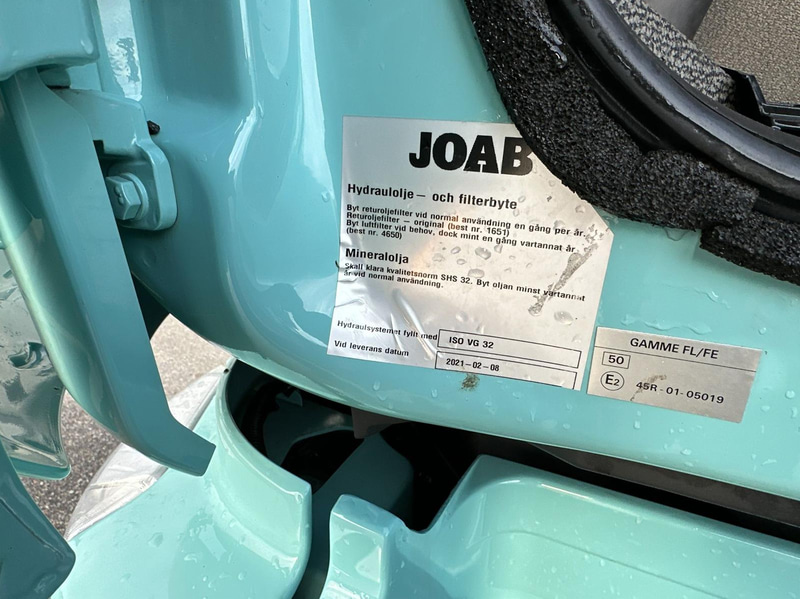 JOAB
Hydraulolje – och filterbyte
Byt returoljefilter vid normal användning en gång per år.
Returoljefilter – original (best nr. 1651)
Byt luftfilter vid behov, dock mint en gång vartannat år.
(best nr. 4650)
Mineralolja
Skall klara kvalitetsnorm SHS 32. Byt oljan minst vartannat
år vid normal användning.
Hydraulsystemet fyllt med ISO VG 32
Vid leverans datum 2021-02-08
GAMME FL/FE
50
E2 45R-01-05019